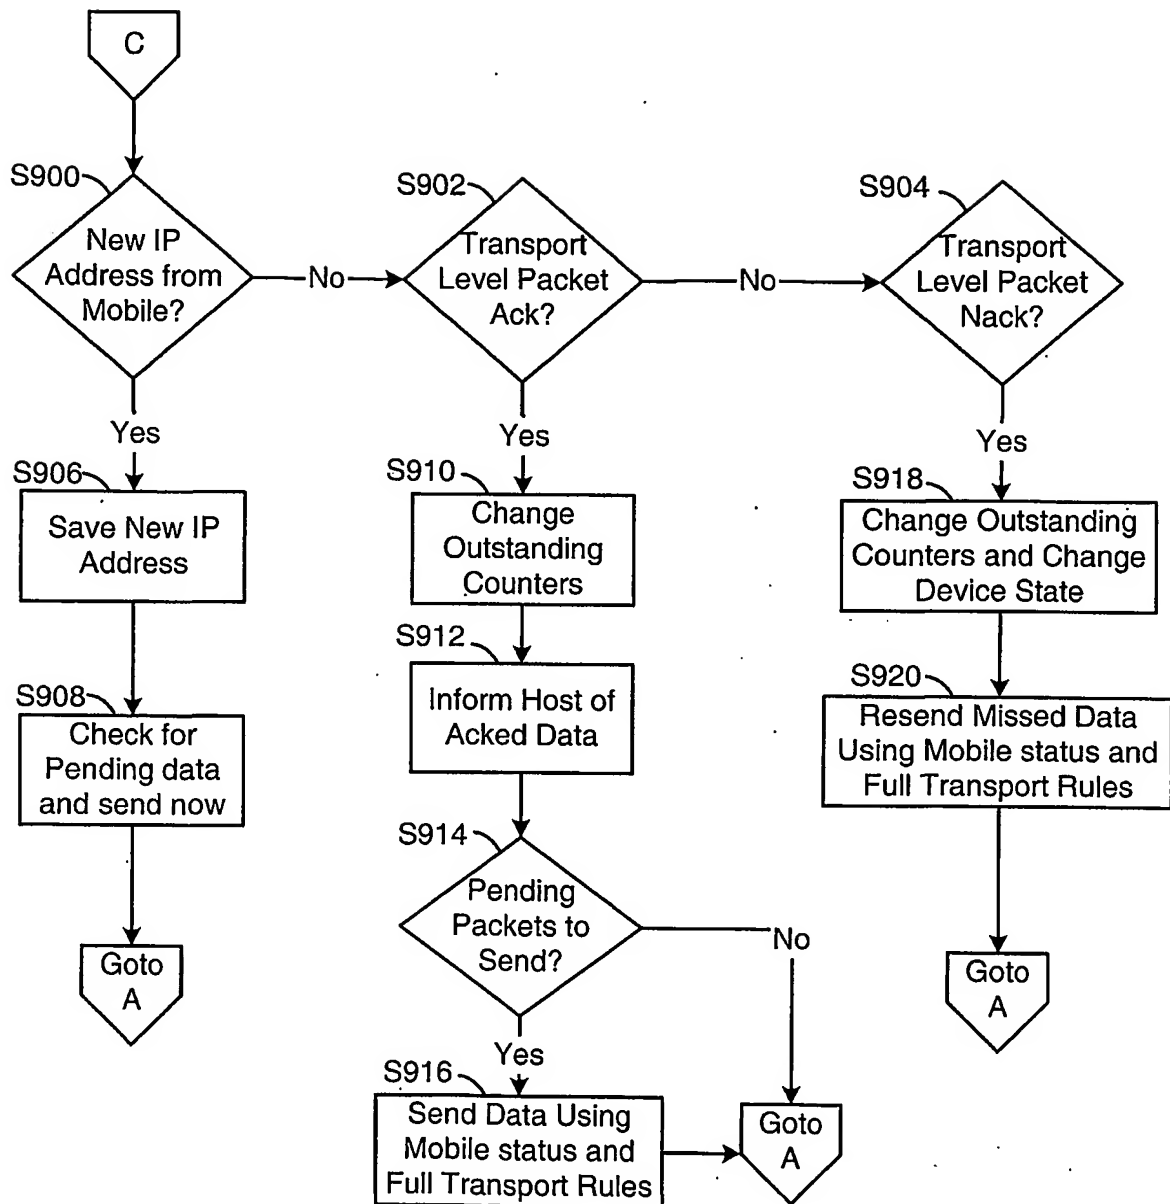 C
S900
New IP
Address from
Mobile?
No
S902
Transport
Level Packet
Ack?
No
S904
Transport
Level Packet
Nack?
Yes
S906
Save New IP
Address
S908
Check for
Pending data
and send now
Goto
A
Yes
S910
Change
Outstanding
Counters
S912
Inform Host of
Acked Data
S914
Pending
Packets to
Send?
No
Yes
S916
Send Data Using
Mobile status and
Full Transport Rules
Goto
A
Yes
S918
Change Outstanding
Counters and Change
Device State
S920
Resend Missed Data
Using Mobile status and
Full Transport Rules
Goto
A